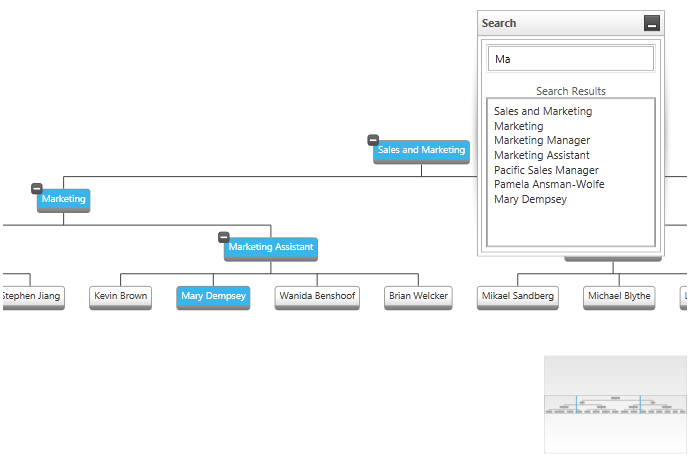 Search
Ma
Search Results
Sales and Marketing
Marketing
Marketing Manager
Marketing Assistant
Pacific Sales Manager
Pamela Ansman-Wolfe
Mary Dempsey
Sales and Marketing
Marketing
Marketing Assistant
Stephen Jiang
Kevin Brown
Mary Dempsey
Wanida Benshoof
Brian Welcker
Mikael Sandberg
Michael Blythe